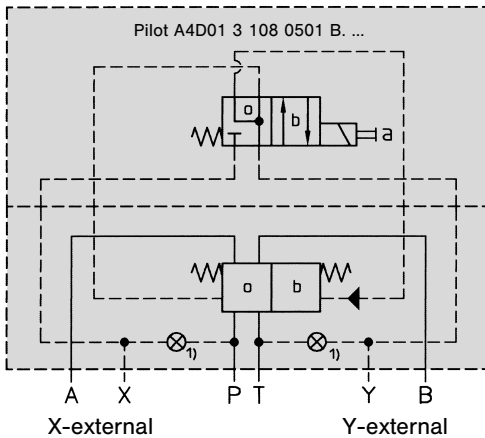 Pilot A4D01 3 108 0501 B. ...
o
b
a
o
b
1)
1)
A X P T Y B
X-external Y-external